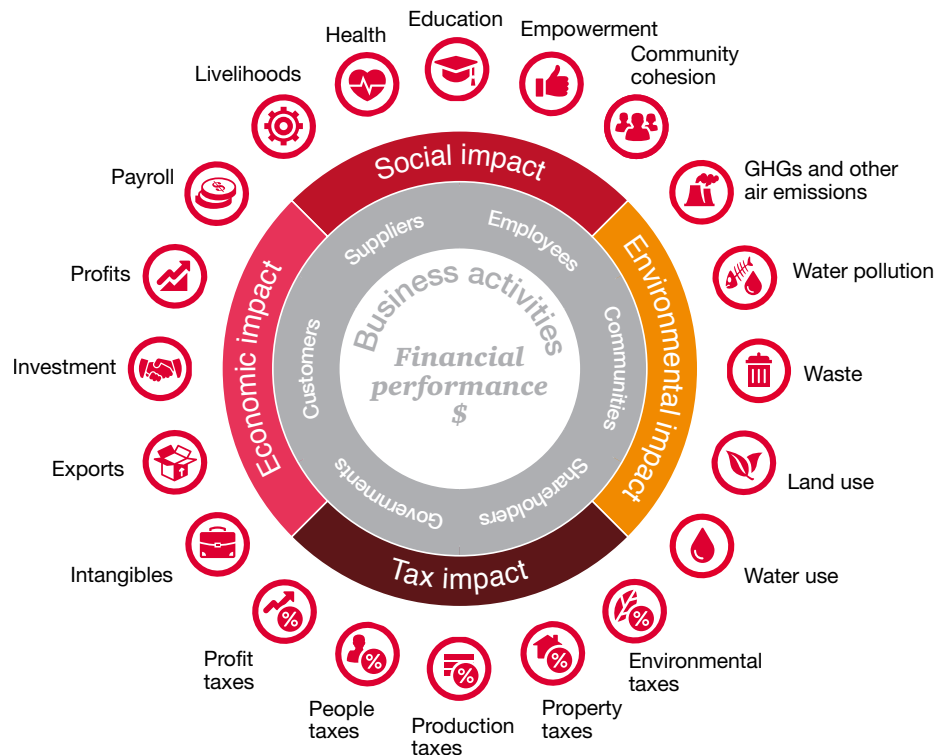 Education
Empowerment
Health
Community
cohesion
Livelihoods
GHGs and other
air emissions
Payroll
Water pollution
Profits
Waste
Investment
Land use
Exports
Water use
Intangibles
Environmental
taxes
Profit
taxes
Property
taxes
People
taxes
Production
taxes
Social impact
Environmental impact
Tax impact
Economic impact
Suppliers
Employees
Communities
Shareholders
Governments
Customers
Business activities
Financial
performance
$
$
%
%
%
%
%